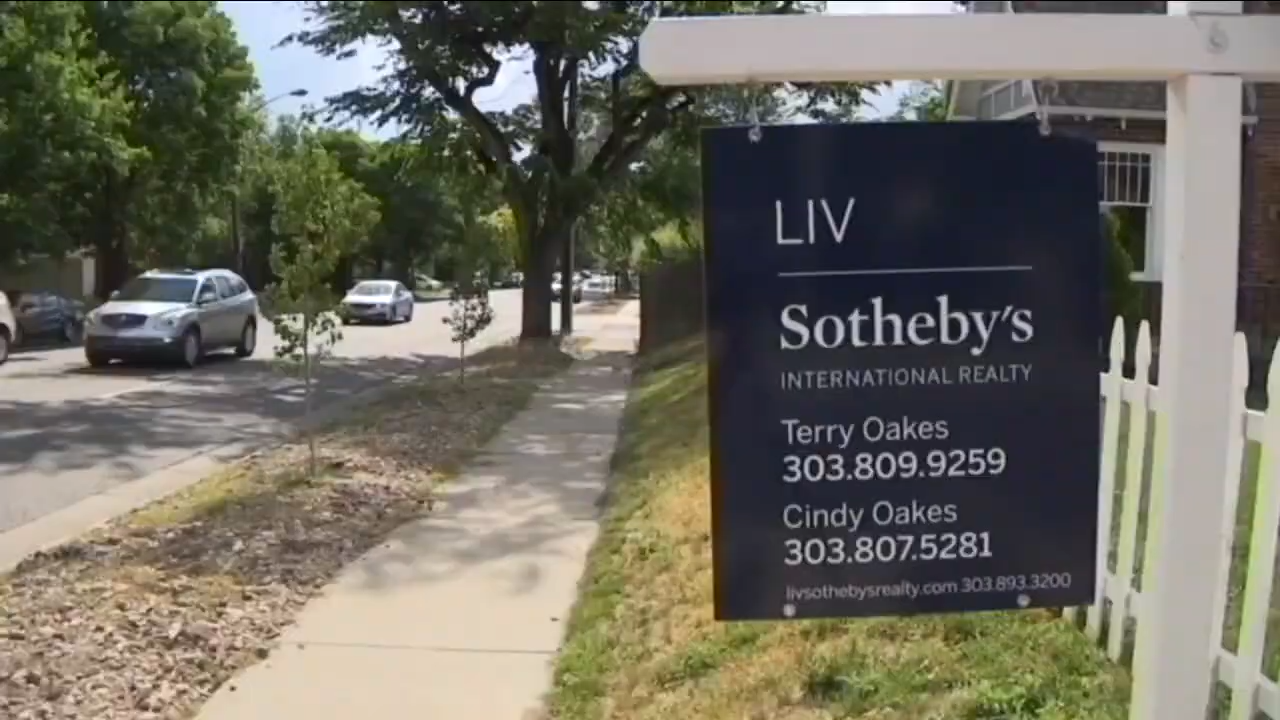 LIV
Sotheby's
INTERNATIONAL REALTY
Terry Oakes
303.809.9259
Cindy Oakes
303.807.5281
livsothebysrealty.com 303.893.3200